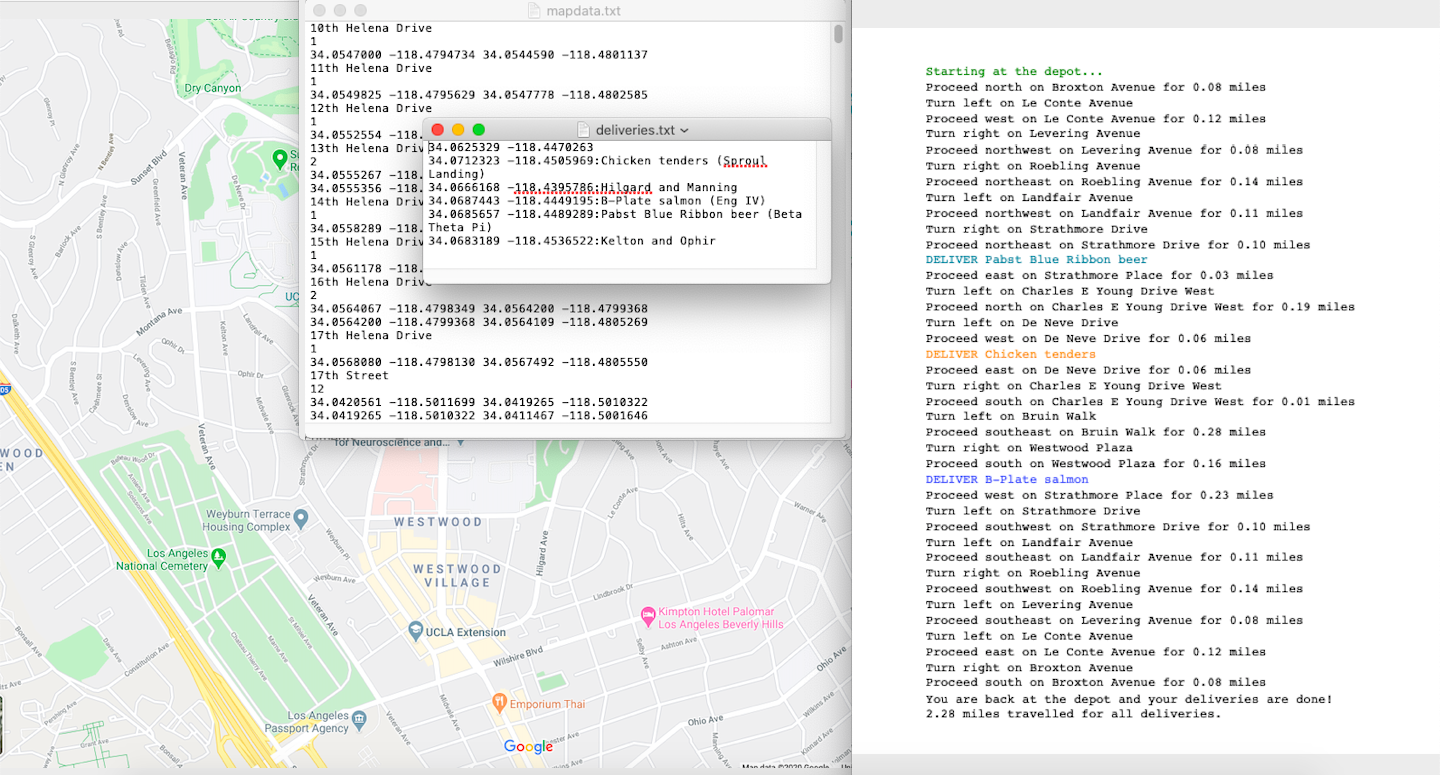 mapdata.txt
10th Helena Drive
1
34.0547000 -118.4794734 34.0544590 -118.4801137
11th Helena Drive
1
34.0549825 -118.4795629 34.0547778 -118.4802585
12th Helena Drive
1
34.0552554 -118.
13th Helena Driv
2
34.0555267 -118.
34.0555356 -118.
14th Helena Driv
1
34.0558289 -118.
15th Helena Driv
1
34.0561178 -118.
16th Helena Driv
2
34.0564067 -118.4798349 34.0564200 -118.4799368
34.0564200 -118.4799368 34.0564109 -118.4805269
17th Helena Drive
1
34.0568080 -118.4798130 34.0567492 -118.4805550
17th Street
12
34.0420561 -118.5011699 34.0419265 -118.5010322
34.0419265 -118.5010322 34.0411467 -118.5001646
deliveries.txt
34.0625329 -118.4470263
34.0712323 -118.4505969:Chicken tenders (Sproul
Landing)
34.0666168 -118.4395786:Hilgard and Manning
34.0687443 -118.4449195:B-Plate salmon (Eng IV)
34.0685657 -118.4489289:Pabst Blue Ribbon beer (Beta
Theta Pi)
34.0683189 -118.4536522:Kelton and Ophir
Starting at the depot...
Proceed north on Broxton Avenue for 0.08 miles
Turn left on Le Conte Avenue
Proceed west on Le Conte Avenue for 0.12 miles
Turn right on Levering Avenue
Proceed northwest on Levering Avenue for 0.08 miles
Turn right on Roebling Avenue
Proceed northeast on Roebling Avenue for 0.14 miles
Turn left on Landfair Avenue
Proceed northwest on Landfair Avenue for 0.11 miles
Turn right on Strathmore Drive
Proceed northeast on Strathmore Drive for 0.10 miles
DELIVER Pabst Blue Ribbon beer
Proceed east on Strathmore Place for 0.03 miles
Turn left on Charles E Young Drive West
Proceed north on Charles E Young Drive West for 0.19 miles
Turn left on De Neve Drive
Proceed west on De Neve Drive for 0.06 miles
DELIVER Chicken tenders
Proceed east on De Neve Drive for 0.06 miles
Turn right on Charles E Young Drive West
Proceed south on Charles E Young Drive West for 0.01 miles
Turn left on Bruin Walk
Proceed southeast on Bruin Walk for 0.28 miles
Turn right on Westwood Plaza
Proceed south on Westwood Plaza for 0.16 miles
DELIVER B-Plate salmon
Proceed west on Strathmore Place for 0.23 miles
Turn left on Strathmore Drive
Proceed southwest on Strathmore Drive for 0.10 miles
Turn left on Landfair Avenue
Proceed southeast on Landfair Avenue for 0.11 miles
Turn right on Roebling Avenue
Proceed southwest on Roebling Avenue for 0.14 miles
Turn left on Levering Avenue
Proceed southeast on Levering Avenue for 0.08 miles
Turn left on Le Conte Avenue
Proceed east on Le Conte Avenue for 0.12 miles
Turn right on Broxton Avenue
Proceed south on Broxton Avenue for 0.08 miles
You are back at the depot and your deliveries are done!
2.28 miles travelled for all deliveries.
Dry Canyon
Sunset Blvd
Veteran Ave
Montana Ave
Ophir Dr
Veteran Ave
for Neuroscience and...
Le Conte Ave
Weyburn Terrace
Housing Complex
WESTWOOD
Los Angeles
National Cemetery
WESTWOOD
VILLAGE
Hilgard Ave
Weyburn Ave
Lindbrook Dr
Veteran Ave
UCLA Extension
Kimpton Hotel Palomar
Los Angeles Beverly Hills
Wilshire Blvd
Ashton Ave
Selby Ave
Constitution Ave
Ohio Ave
Emporium Thai
Los Angeles
Passport Agency
Ohio Ave
Google